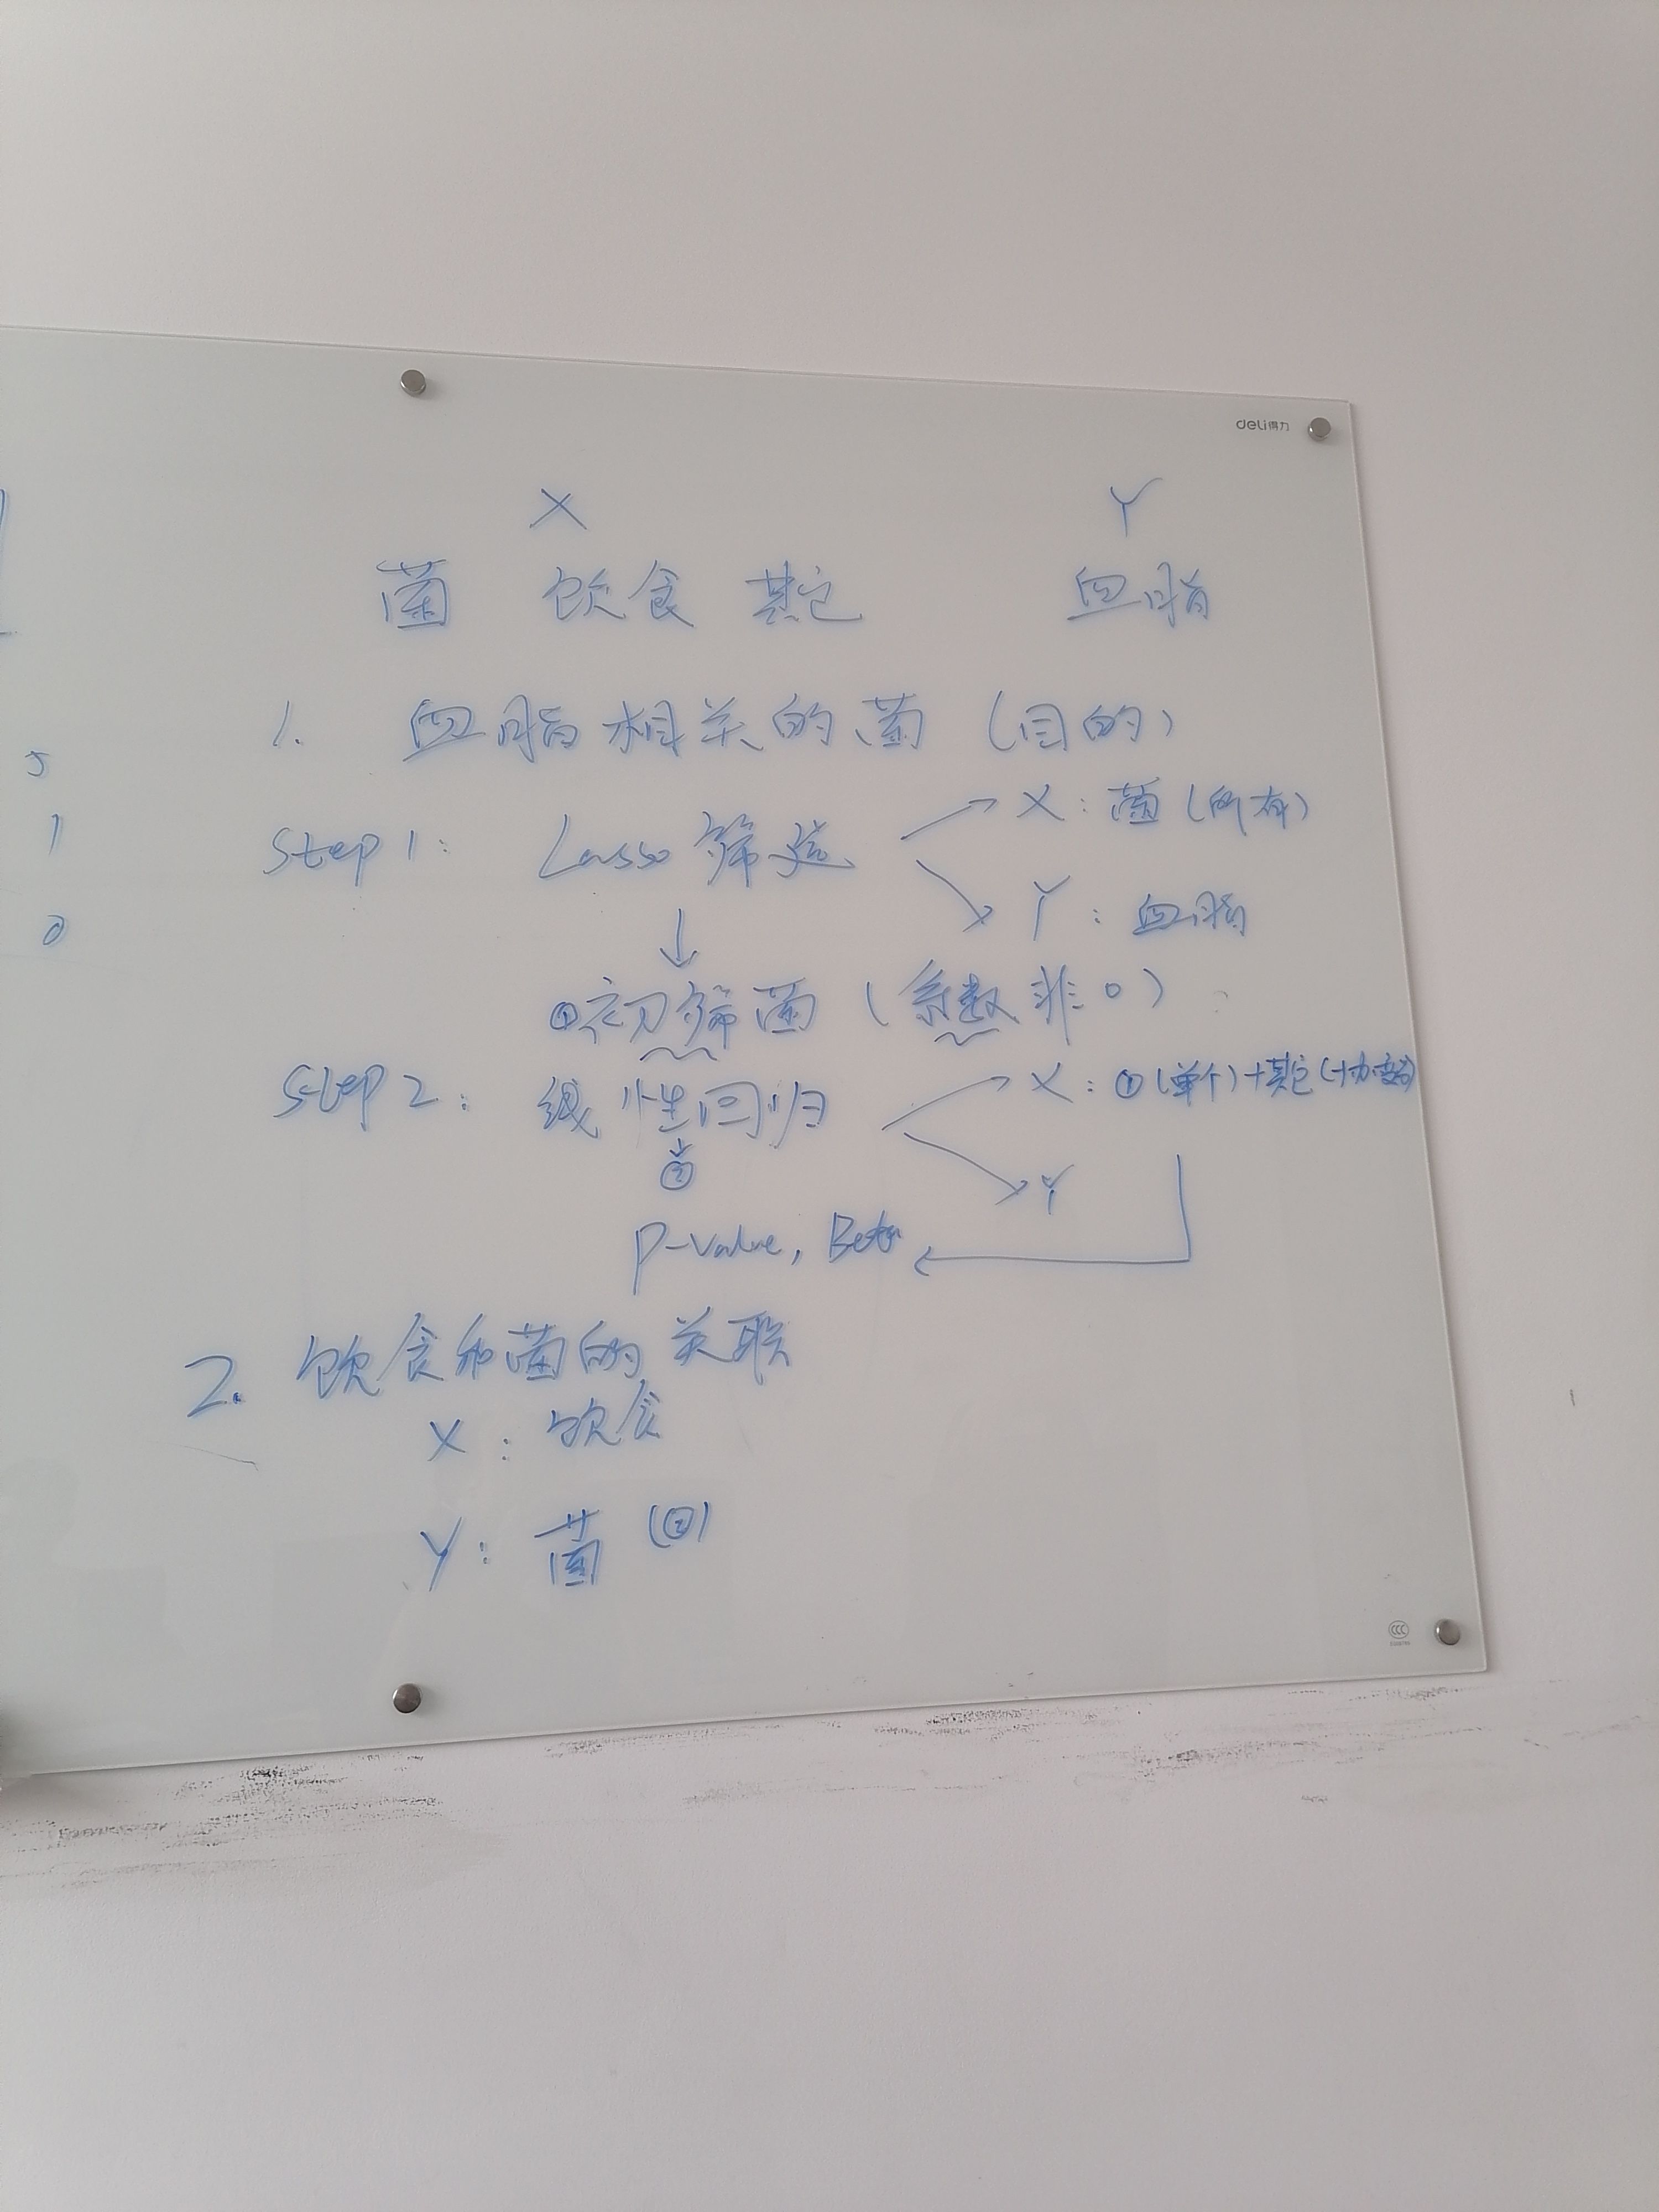 deli得力
X Y
菌 饮食 其它 血脂
1. 血脂相关的菌 (目的)
Step 1: Lasso 筛选
X: 菌 (所有)
Y: 血脂
①初筛菌 (系数非0)
Step 2: 线性回归
X: ①(单个)+其它(协变量)
Y
②
P-value, Beta
2. 饮食和菌的关联
X: 饮食
Y: 菌 (②)
5
1
0
CCC